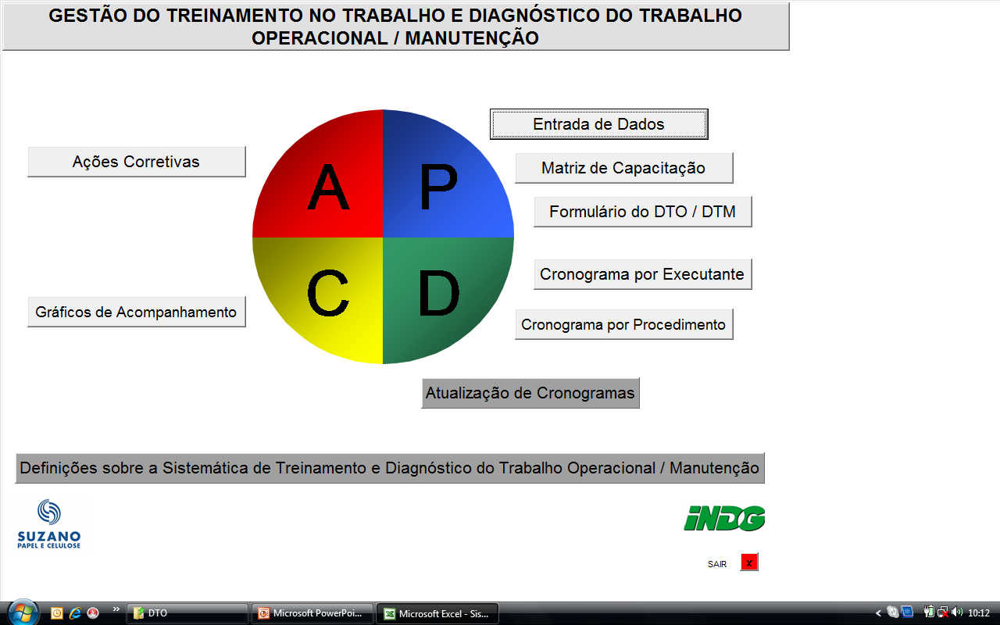 GESTÃO DO TREINAMENTO NO TRABALHO E DIAGNÓSTICO DO TRABALHO
OPERACIONAL / MANUTENÇÃO
Entrada de Dados
Ações Corretivas
Matriz de Capacitação
A
P
Formulário do DTO / DTM
Cronograma por Executante
C
D
Gráficos de Acompanhamento
Cronograma por Procedimento
Atualização de Cronogramas
Definições sobre a Sistemática de Treinamento e Diagnóstico do Trabalho Operacional / Manutenção
SUZANO
PAPEL E CELULOSE
INDG
SAIR
x
DTO
Microsoft PowerPoi...
Microsoft Excel - Sis...
10:12